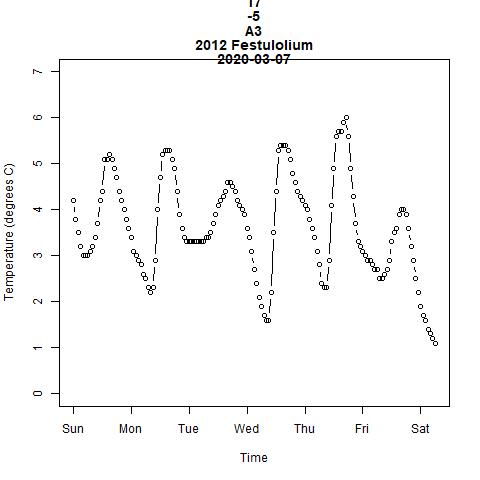 17
-5
A3
2012 Festulolium
2020-03-07
Temperature (degrees C)
7
6
5
4
3
2
1
0
Sun Mon Tue Wed Thu Fri Sat
Time